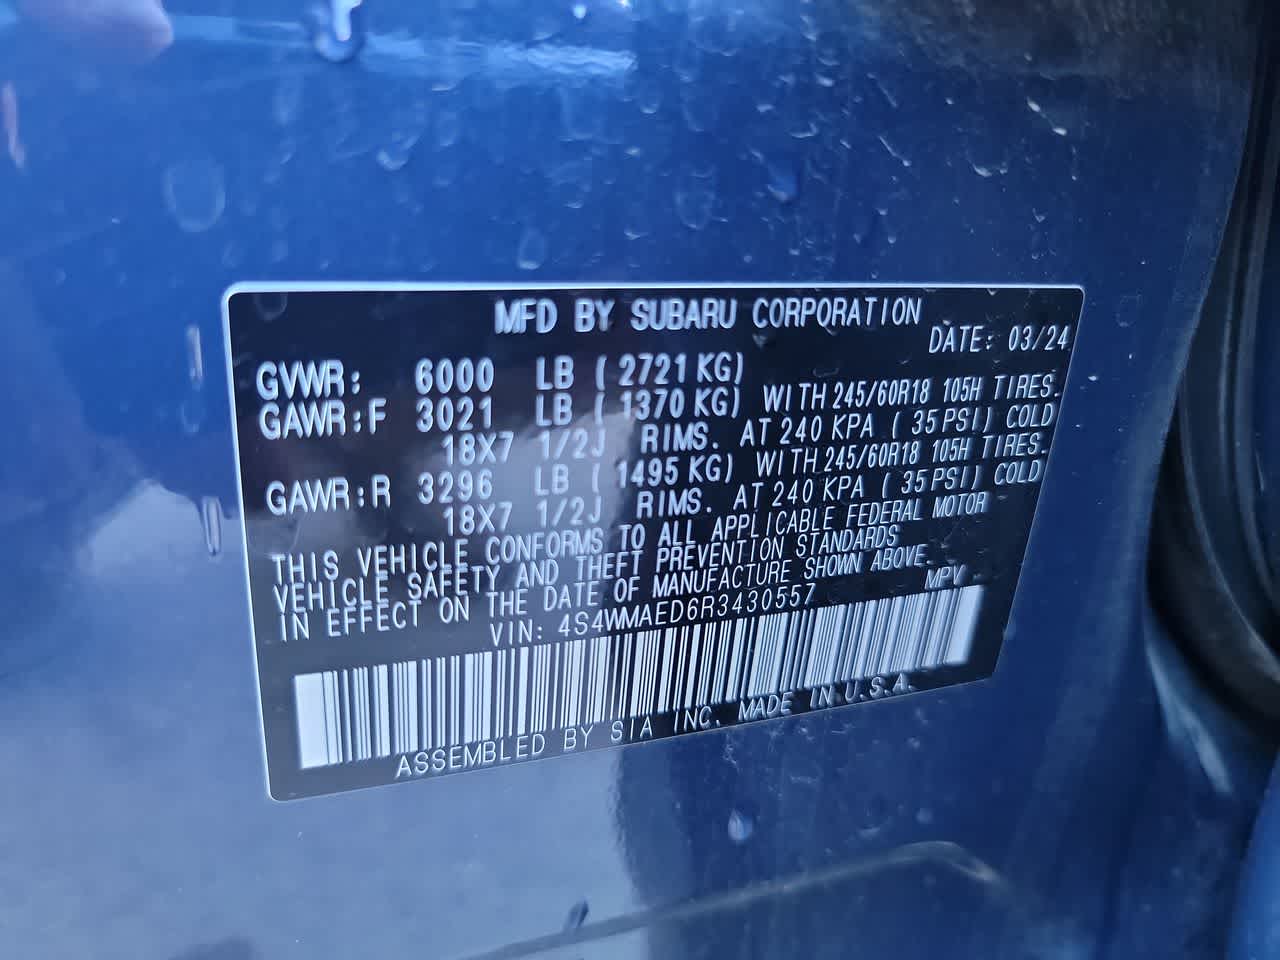 MFD BY SUBARU CORPORATION
DATE: 03/24
GVWR: 6000 LB ( 2721 KG)
GAWR:F 3021 LB ( 1370 KG) WITH 245/60R18 105H TIRES.
18X7 1/2J RIMS. AT 240 KPA ( 35 PSI) COLD
GAWR:R 3296 LB ( 1495 KG) WITH 245/60R18 105H TIRES.
18X7 1/2J RIMS. AT 240 KPA ( 35 PSI) COLD
THIS VEHICLE CONFORMS TO ALL APPLICABLE FEDERAL MOTOR
VEHICLE SAFETY AND THEFT PREVENTION STANDARDS
IN EFFECT ON THE DATE OF MANUFACTURE SHOWN ABOVE.
VIN: 4S4WMAED6R3430557 MPV
ASSEMBLED BY SIA INC. MADE IN U.S.A.